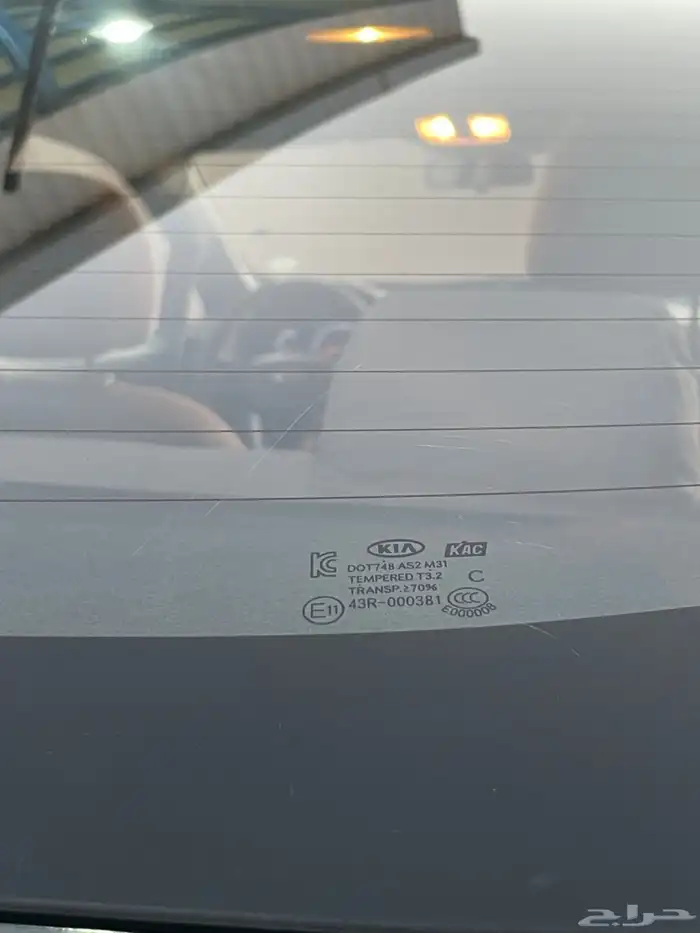 KIA KAC
KC DOT748 AS2 M31
TEMPERED T3.2 C
TRANSP.≥70%
E11 43R-000381 CCC
E000008
حراج